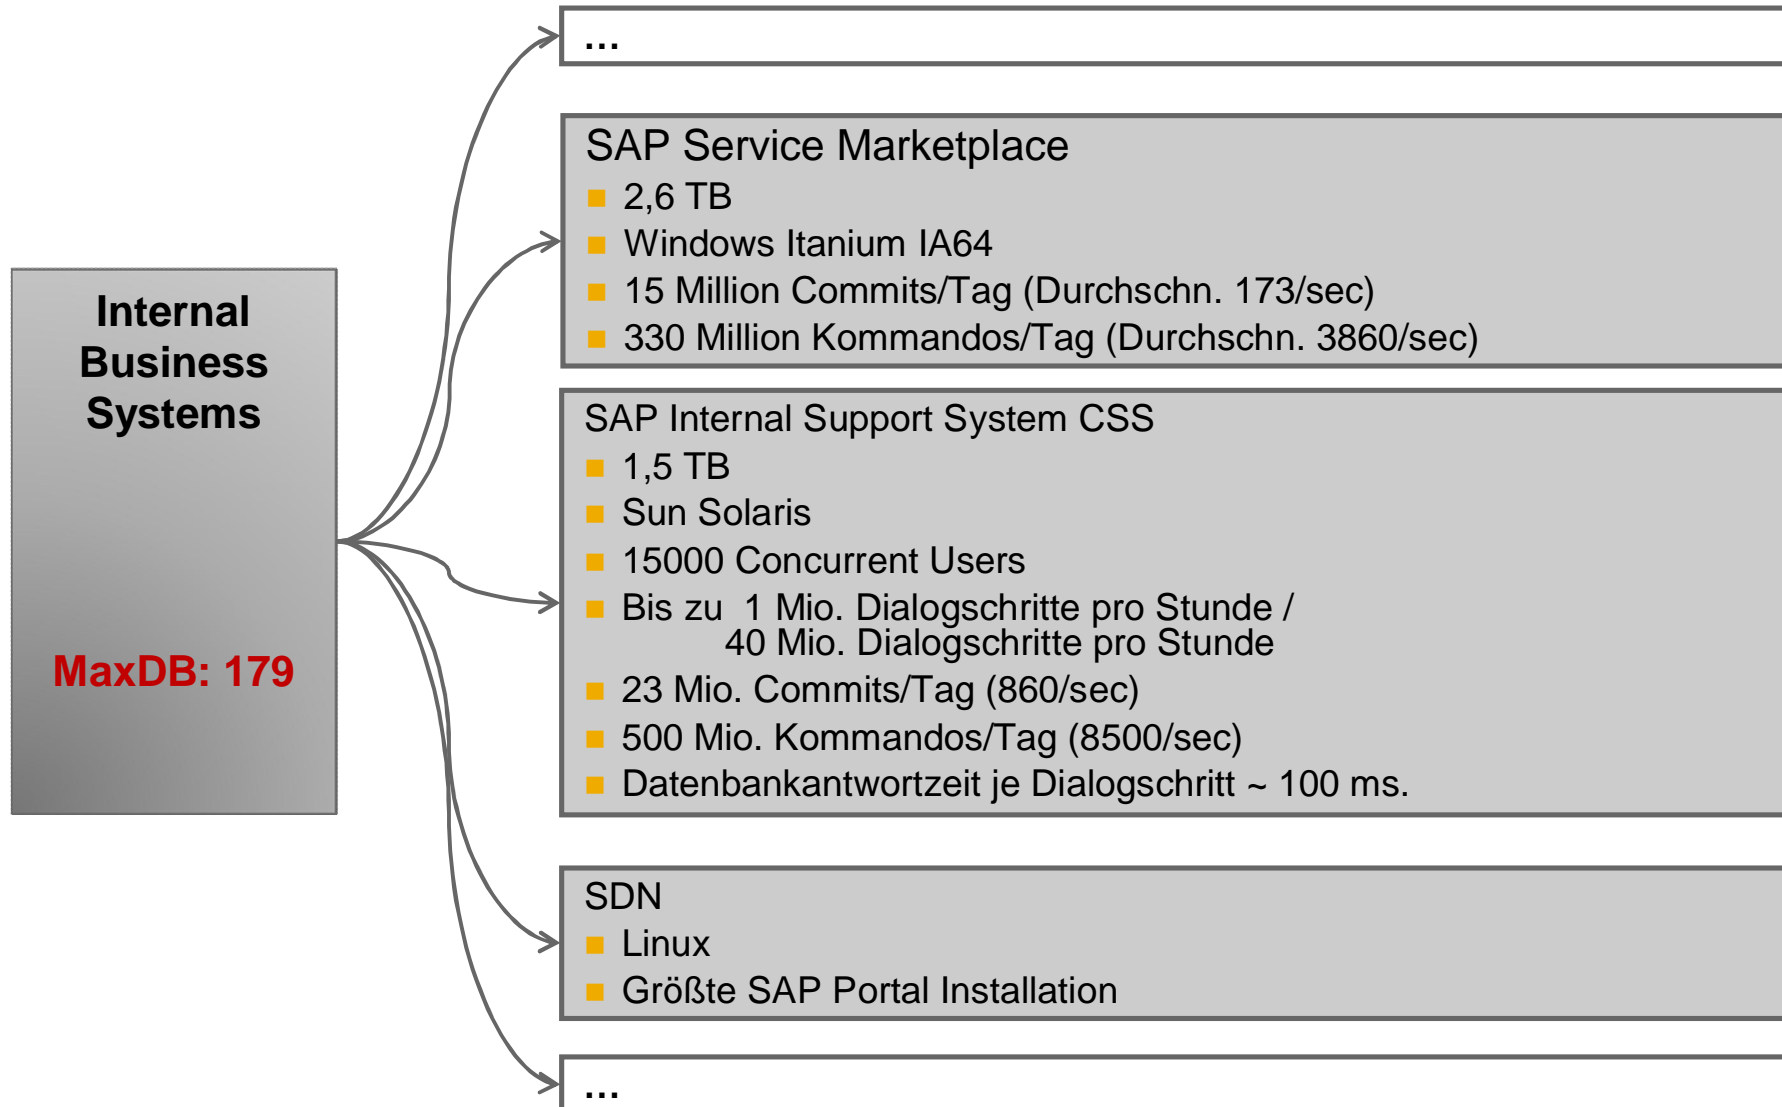 Internal
Business
Systems
MaxDB: 179
...
SAP Service Marketplace
2,6 TB
Windows Itanium IA64
15 Million Commits/Tag (Durchschn. 173/sec)
330 Million Kommandos/Tag (Durchschn. 3860/sec)
SAP Internal Support System CSS
1,5 TB
Sun Solaris
15000 Concurrent Users
Bis zu 1 Mio. Dialogschritte pro Stunde /
40 Mio. Dialogschritte pro Stunde
23 Mio. Commits/Tag (860/sec)
500 Mio. Kommandos/Tag (8500/sec)
Datenbankantwortzeit je Dialogschritt ~ 100 ms.
SDN
Linux
Größte SAP Portal Installation
...